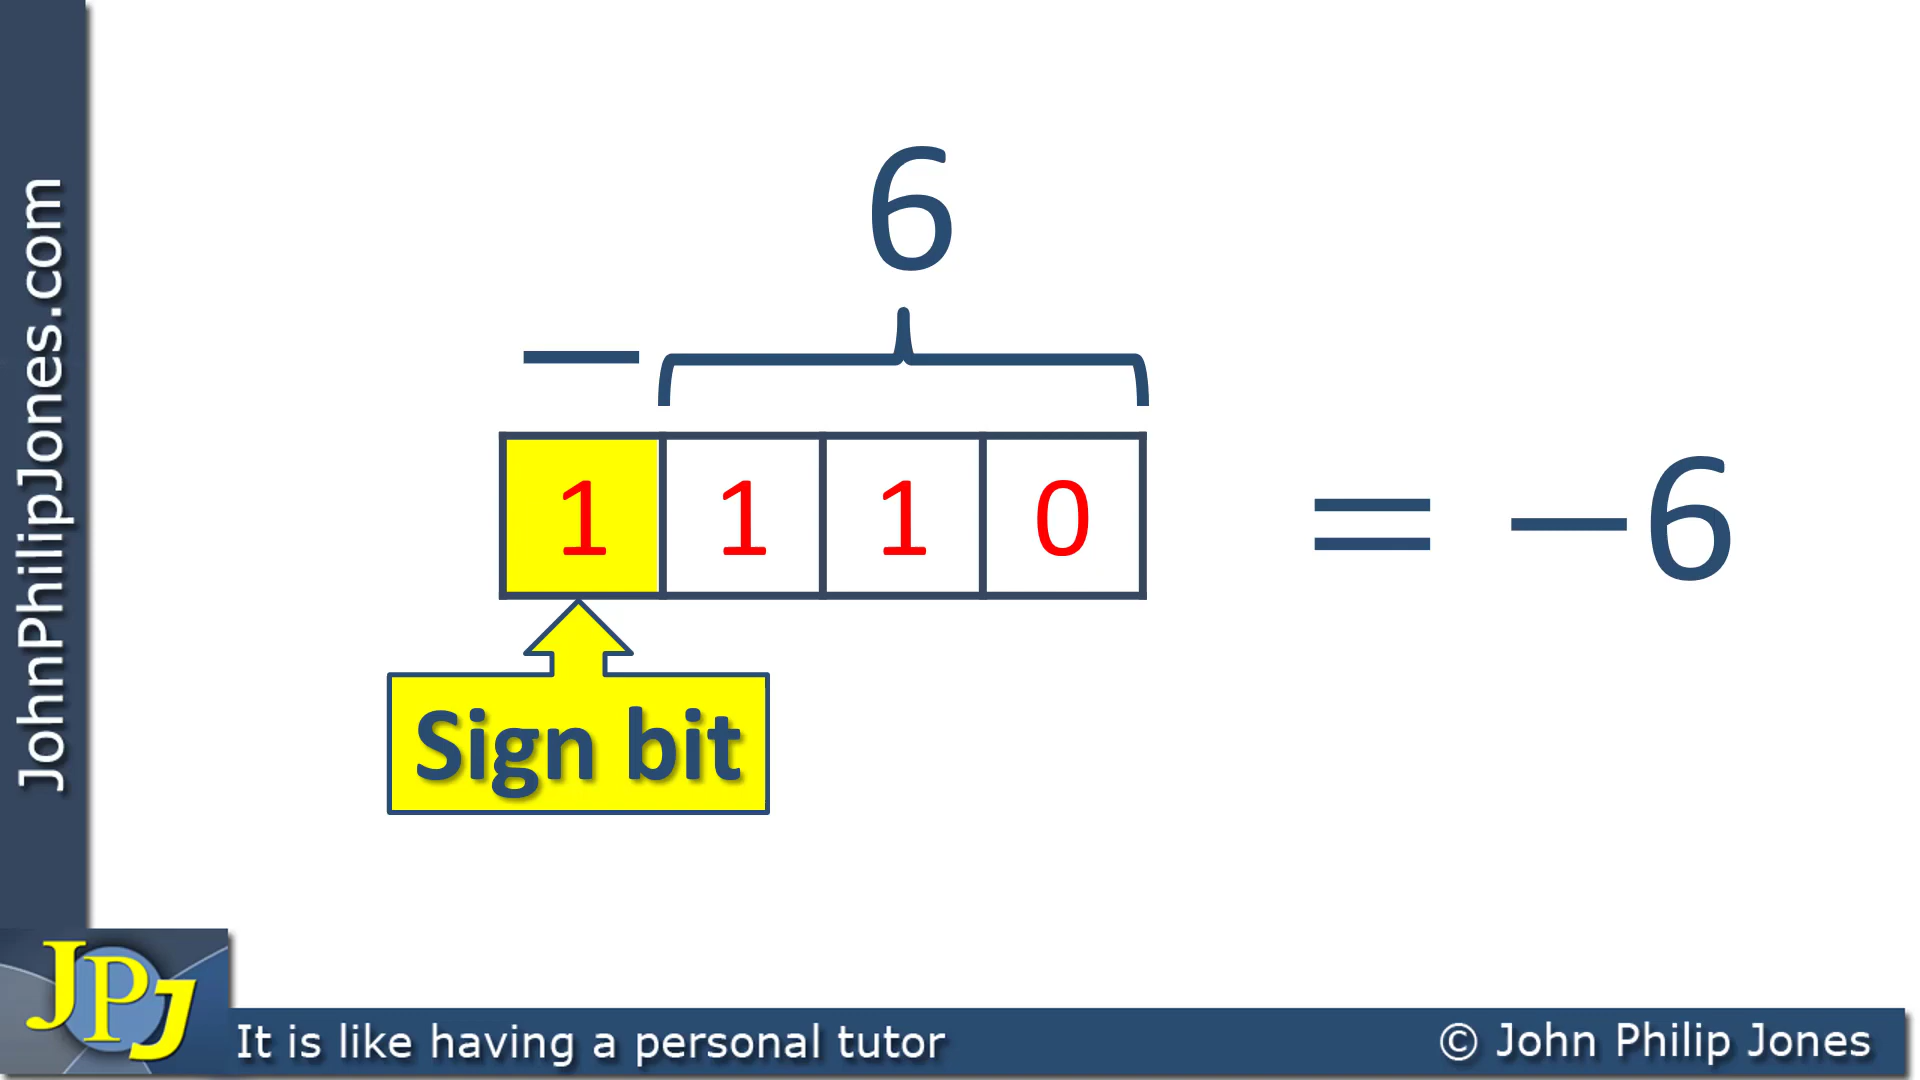 6
−
1 1 1 0 = −6
Sign bit
JohnPhilipJones.com
JPJ
It is like having a personal tutor
© John Philip Jones